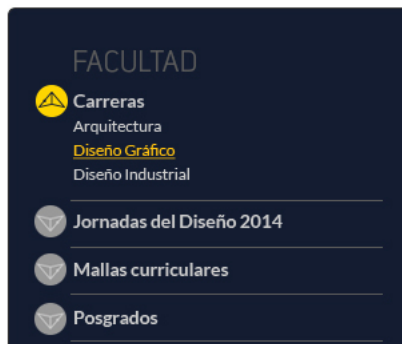 FACULTAD
Carreras
Arquitectura
Diseño Gráfico
Diseño Industrial
Jornadas del Diseño 2014
Mallas curriculares
Posgrados